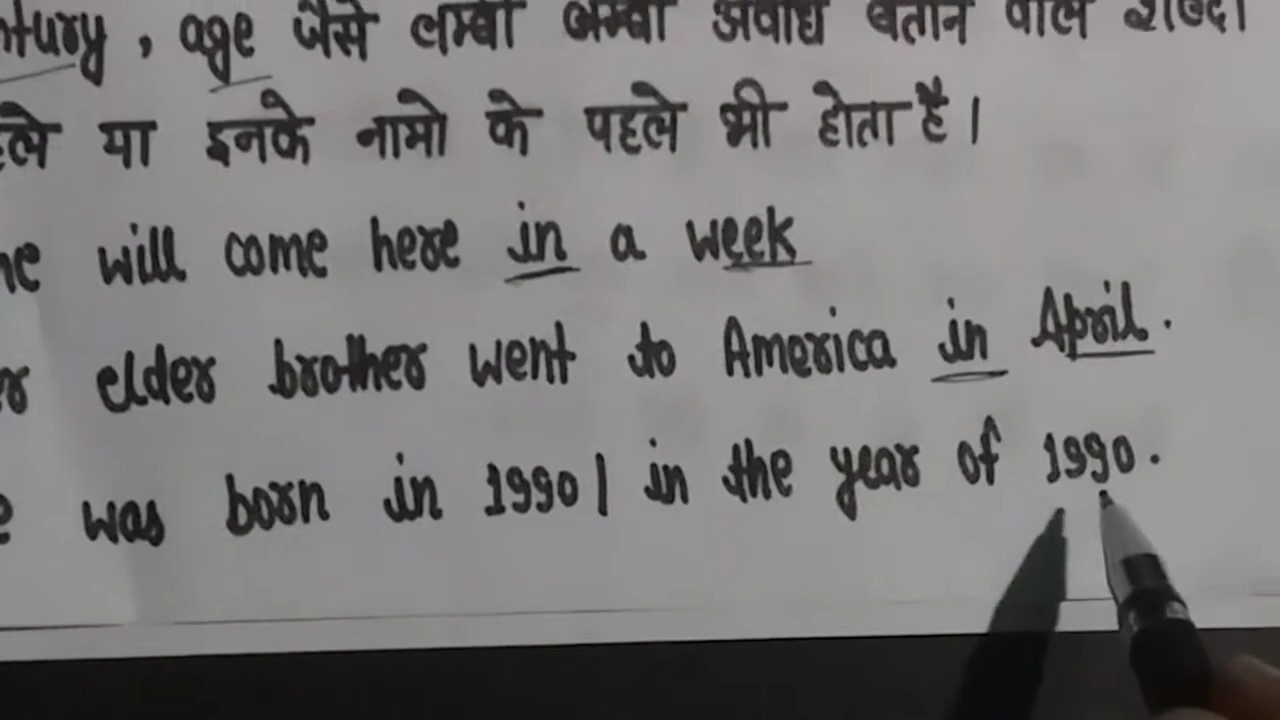 , age जैसे लम्बी लम्बी अवधि बताने वाले शब्दों
या इनके नामो के पहले भी होता है।
will come here in a week
elder brother went to America in April.
was born in 1990 / in the year of 1990.